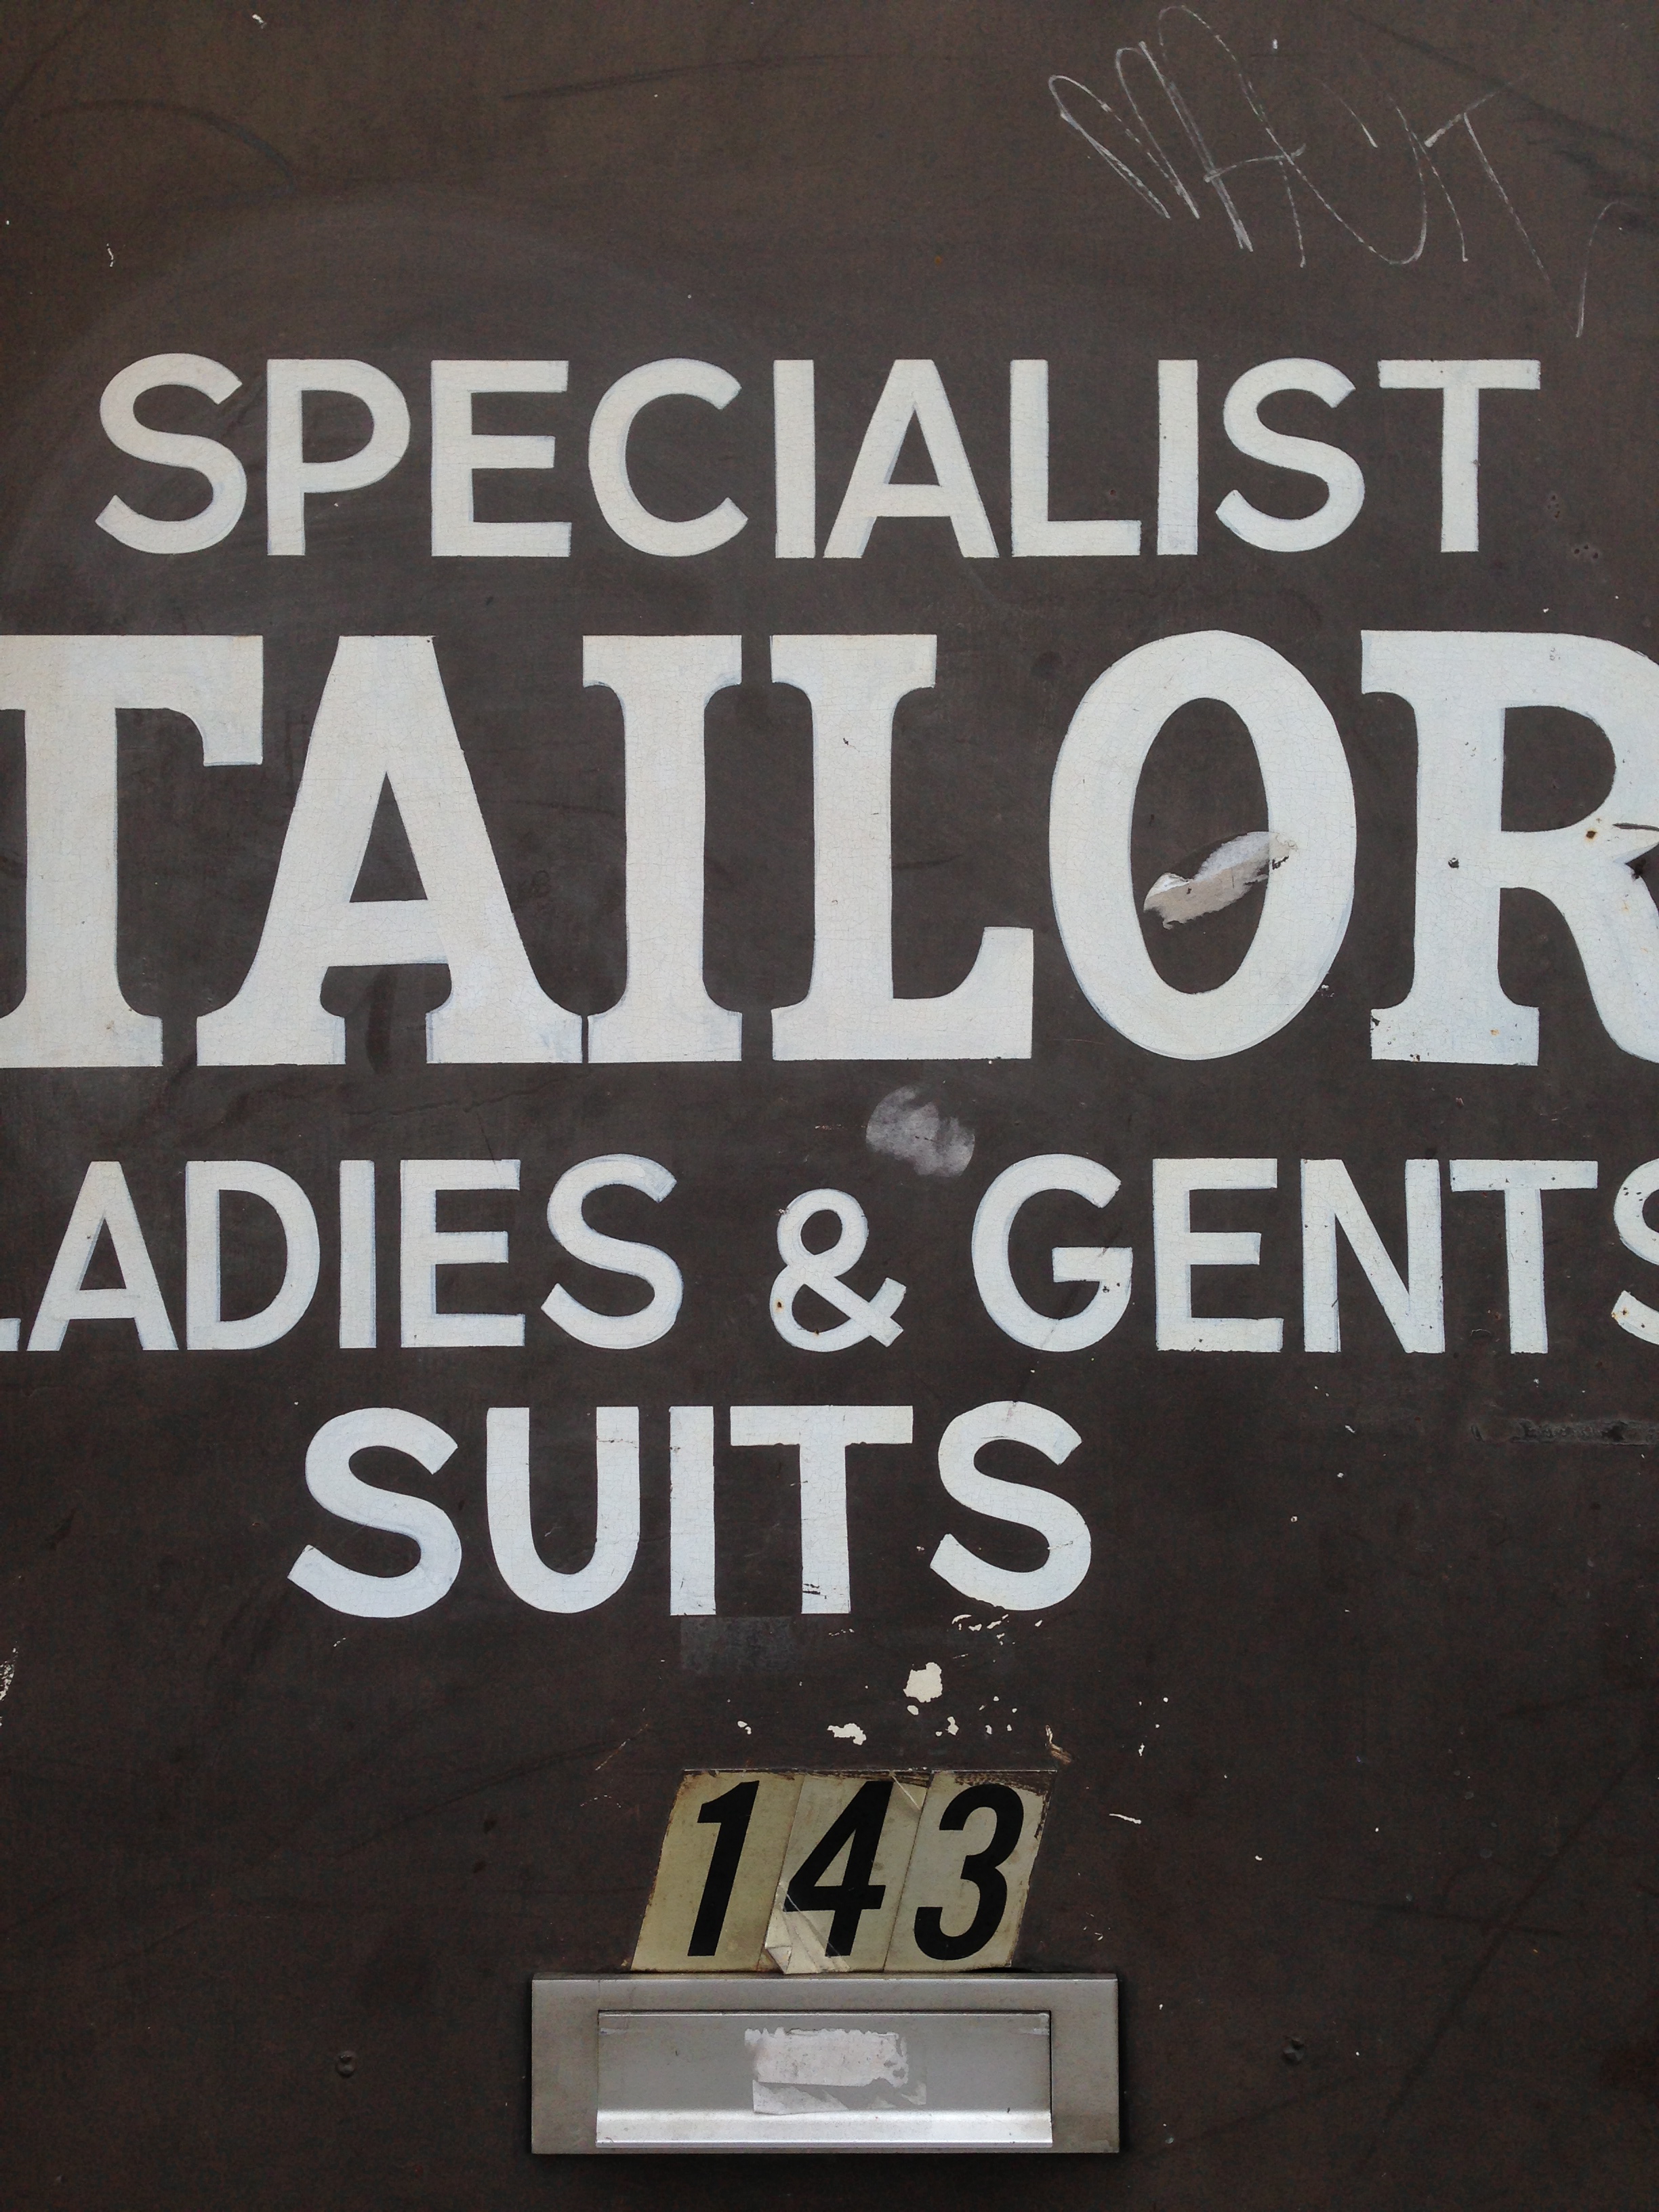 SPECIALIST
TAILOR
LADIES & GENTS
SUITS
143